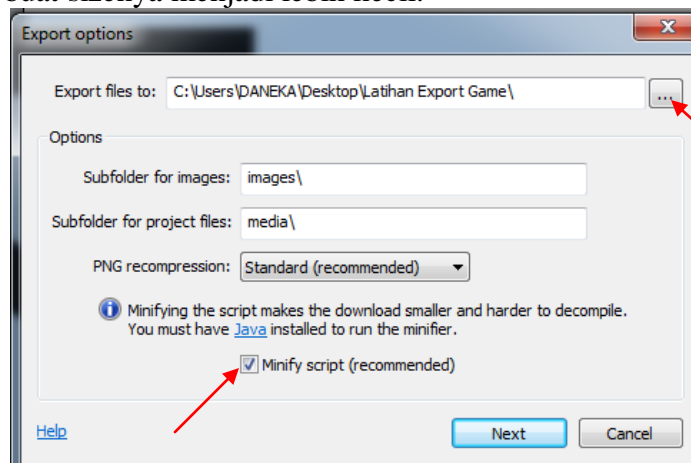 Export options
Export files to: C:\Users\DANEKA\Desktop\Latihan Export Game\ ...
Options
Subfolder for images: images\
Subfolder for project files: media\
PNG recompression: Standard (recommended)
Minifying the script makes the download smaller and harder to decompile.
You must have Java installed to run the minifier.
Minify script (recommended)
Help Next Cancel